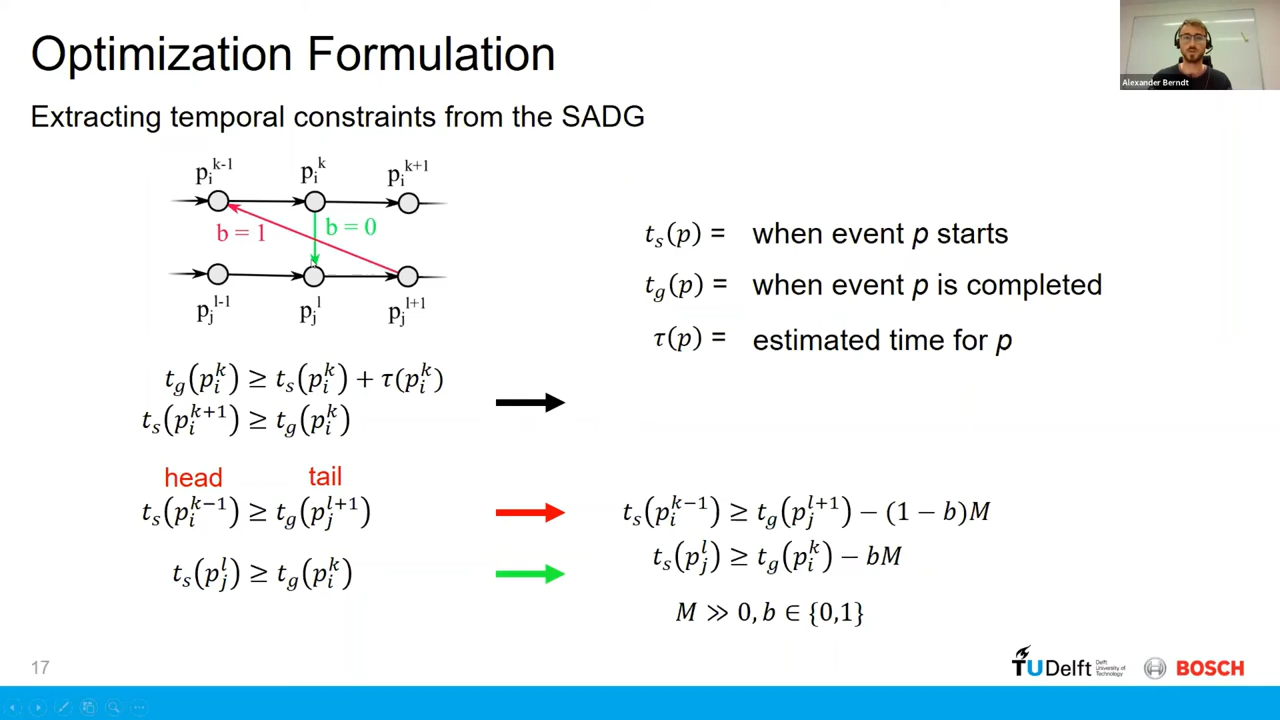 Optimization Formulation
Alexander Berndt
Extracting temporal constraints from the SADG
p_i^{k-1} p_i^k p_i^{k+1}
b = 1 b = 0
p_j^{l-1} p_j^l p_j^{l+1}
t_s(p) = when event p starts
t_g(p) = when event p is completed
τ(p) = estimated time for p
t_g(p_i^k) ≥ t_s(p_i^k) + τ(p_i^k)
t_s(p_i^{k+1}) ≥ t_g(p_i^k)
head tail
t_s(p_i^{k−1}) ≥ t_g(p_j^{l+1})
t_s(p_j^l) ≥ t_g(p_i^k)
t_s(p_i^{k−1}) ≥ t_g(p_j^{l+1}) − (1 − b)M
t_s(p_j^l) ≥ t_g(p_i^k) − bM
M ≫ 0, b ∈ {0,1}
17
TUDelft
Delft
University of
Technology
BOSCH